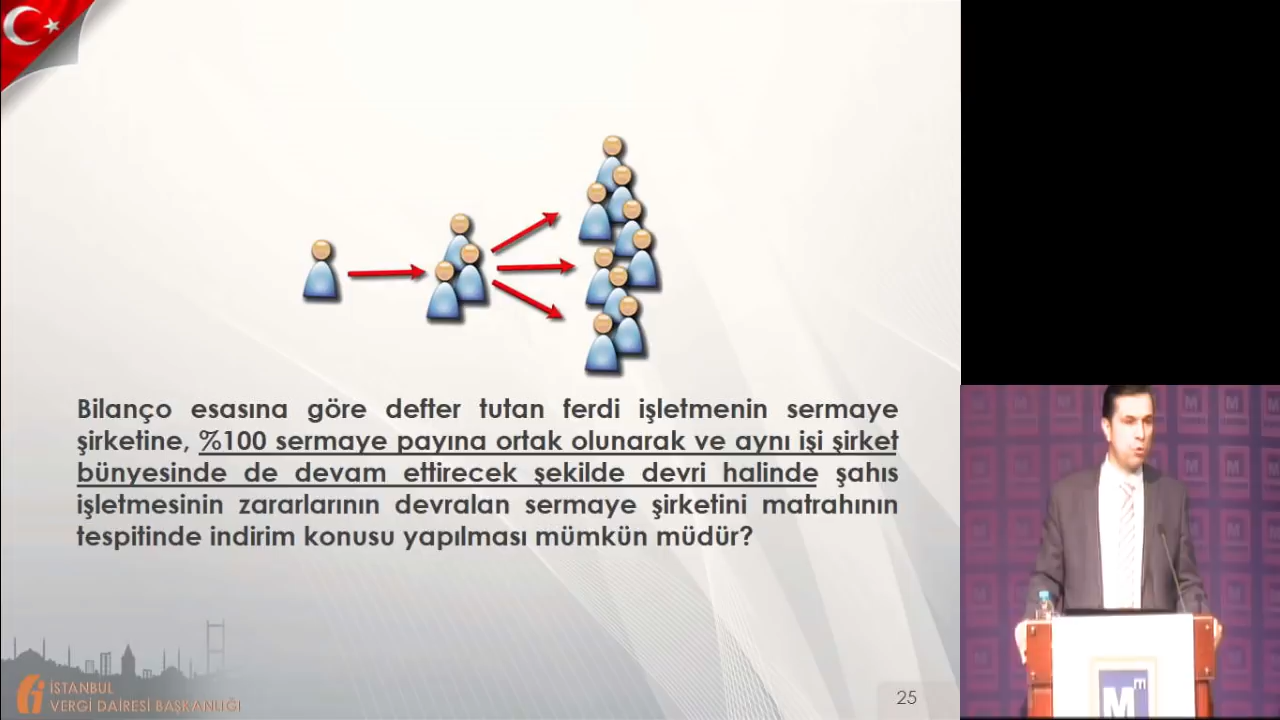 Bilanço esasına göre defter tutan ferdi işletmenin sermaye
şirketine, %100 sermaye payına ortak olunarak ve aynı işi şirket
bünyesinde de devam ettirecek şekilde devri halinde şahıs
işletmesinin zararlarının devralan sermaye şirketini matrahının
tespitinde indirim konusu yapılması mümkün müdür?
İSTANBUL
VERGİ DAİRESİ BAŞKANLIĞI
25
M